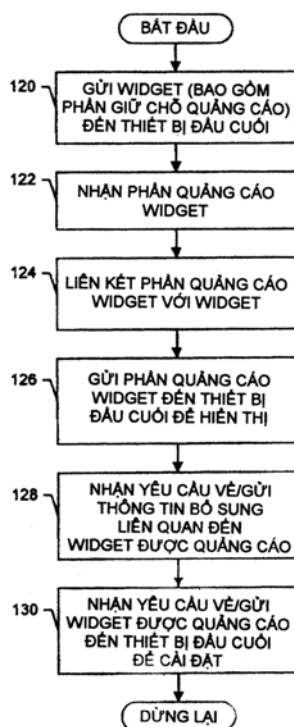 BẮT ĐẦU
120
GỬI WIDGET (BAO GỒM
PHẦN GIỮ CHỖ QUẢNG CÁO)
ĐẾN THIẾT BỊ ĐẦU CUỐI
122
NHẬN PHẦN QUẢNG CÁO
WIDGET
124
LIÊN KẾT PHẦN QUẢNG CÁO
WIDGET VỚI WIDGET
126
GỬI PHẦN QUẢNG CÁO
WIDGET ĐẾN THIẾT BỊ
ĐẦU CUỐI ĐỂ HIỂN THỊ
128
NHẬN YÊU CẦU VỀ/GỬI
THÔNG TIN BỔ SUNG
LIÊN QUAN ĐẾN
WIDGET ĐƯỢC QUẢNG CÁO
130
NHẬN YÊU CẦU VỀ/GỬI
WIDGET ĐƯỢC QUẢNG CÁO
ĐẾN THIẾT BỊ ĐẦU CUỐI
ĐỂ CÀI ĐẶT
DỪNG LẠI